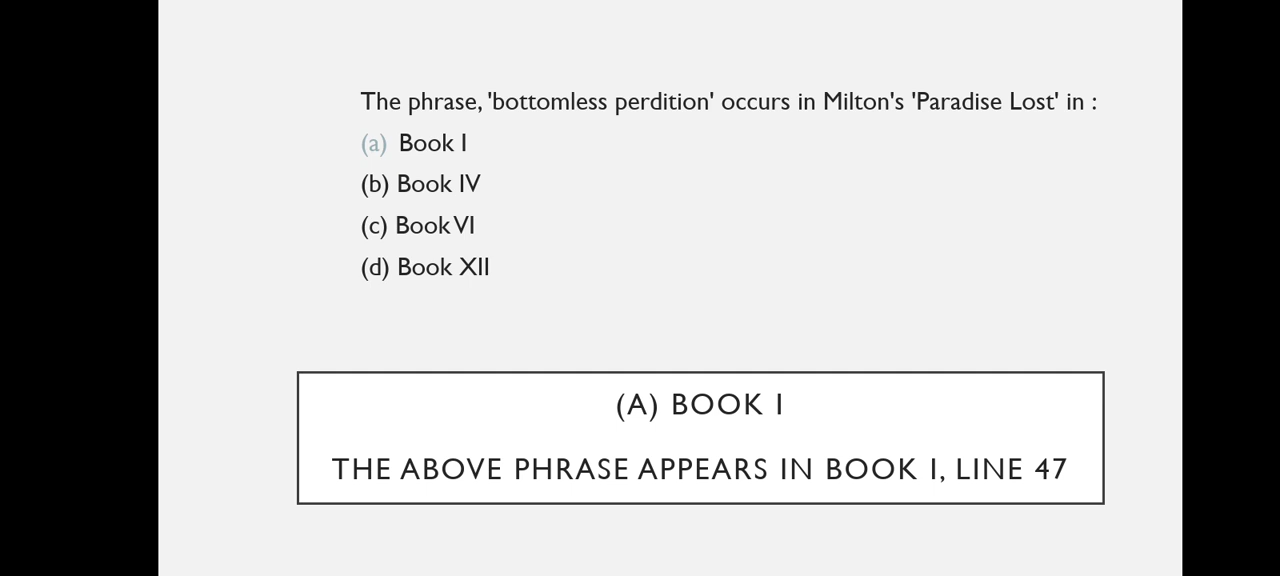 The phrase, 'bottomless perdition' occurs in Milton's 'Paradise Lost' in :
(a) Book I
(b) Book IV
(c) Book VI
(d) Book XII
(A) BOOK I
THE ABOVE PHRASE APPEARS IN BOOK I, LINE 47